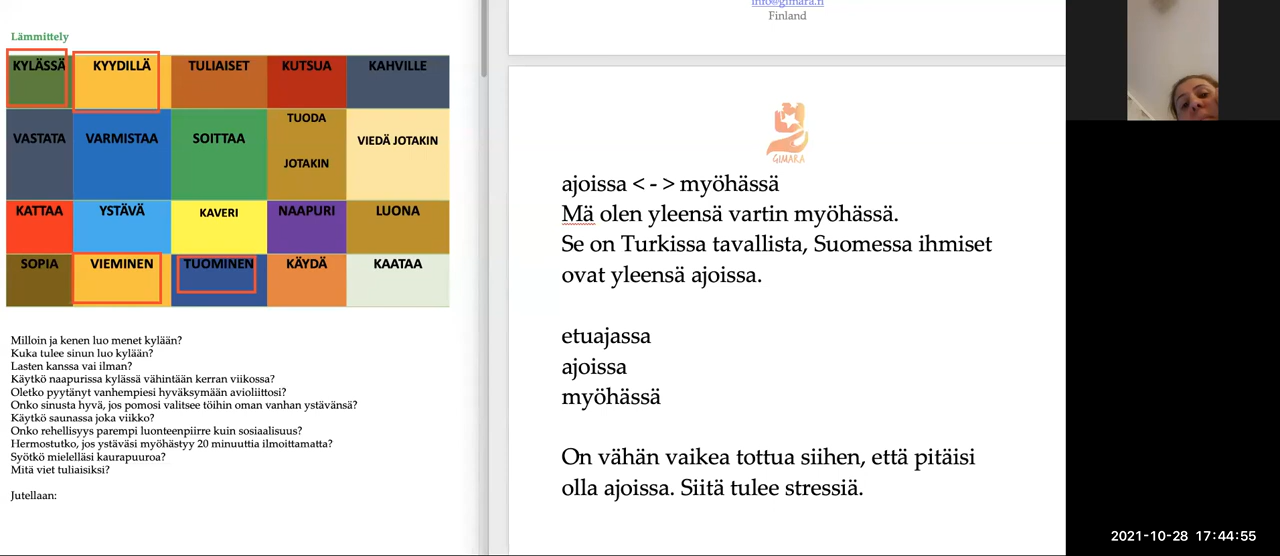 Lämmittely
KYLÄSSÄ KYYDILLÄ TULIAISET KUTSUA KAHVILLE
VASTATA VARMISTAA SOITTAA TUODA JOTAKIN VIEDÄ JOTAKIN
KATTAA YSTÄVÄ KAVERI NAAPURI LUONA
SOPIA VIEMINEN TUOMINEN KÄYDÄ KAATAA
Milloin ja kenen luo menet kylään?
Kuka tulee sinun luo kylään?
Lasten kanssa vai ilman?
Käytkö naapurissa kylässä vähintään kerran viikossa?
Oletko pyytänyt vanhempiesi hyväksymään avioliittosi?
Onko sinusta hyvä, jos pomosi valitsee töihin oman vanhan ystävänsä?
Käytkö saunassa joka viikko?
Onko rehellisyys parempi luonteenpiirre kuin sosiaalisuus?
Hermostutko, jos ystäväsi myöhästyy 20 minuuttia ilmoittamatta?
Syötkö mielelläsi kaurapuuroa?
Mitä viet tuliaisiksi?
Jutellaan:
info@gimara.fi
Finland
GIMARA
ajoissa < - > myöhässä
Mä olen yleensä vartin myöhässä.
Se on Turkissa tavallista, Suomessa ihmiset
ovat yleensä ajoissa.
etuajassa
ajoissa
myöhässä
On vähän vaikea tottua siihen, että pitäisi
olla ajoissa. Siitä tulee stressiä.
2021-10-28 17:44:55